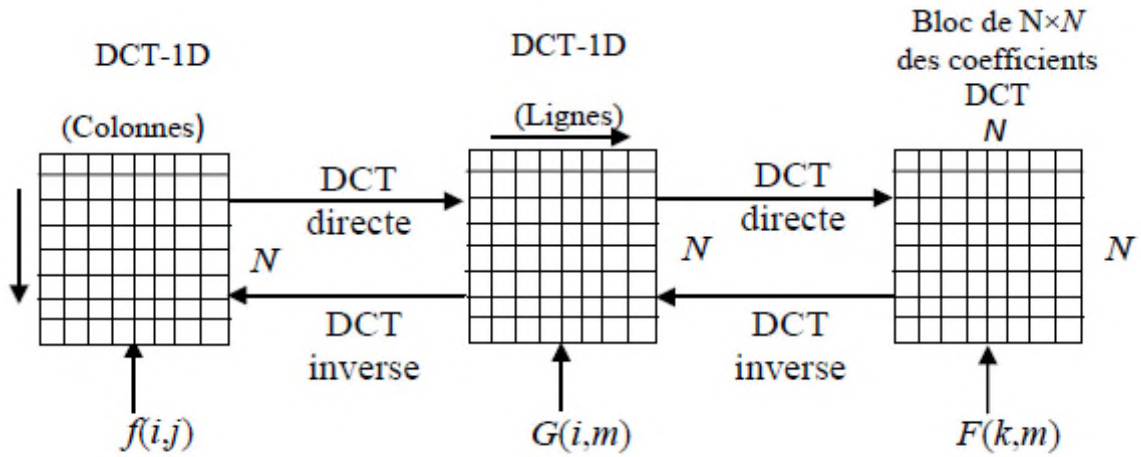 DCT-1D
(Colonnes)
DCT-1D
(Lignes)
Bloc de N×N
des coefficients
DCT
N
DCT
directe
DCT
directe
N
N
N
DCT
inverse
DCT
inverse
f(i,j)
G(i,m)
F(k,m)